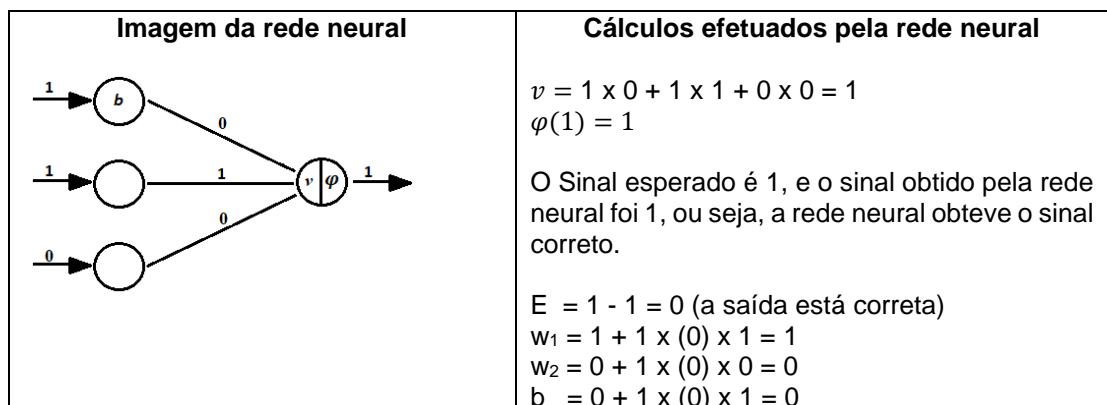 Imagem da rede neural
1
b
0
1
1
v φ
1
0
0
Cálculos efetuados pela rede neural
𝑣 = 1 x 0 + 1 x 1 + 0 x 0 = 1
𝜑(1) = 1
O Sinal esperado é 1, e o sinal obtido pela rede
neural foi 1, ou seja, a rede neural obteve o sinal
correto.
E = 1 - 1 = 0 (a saída está correta)
w₁ = 1 + 1 x (0) x 1 = 1
w₂ = 0 + 1 x (0) x 0 = 0
b = 0 + 1 x (0) x 1 = 0